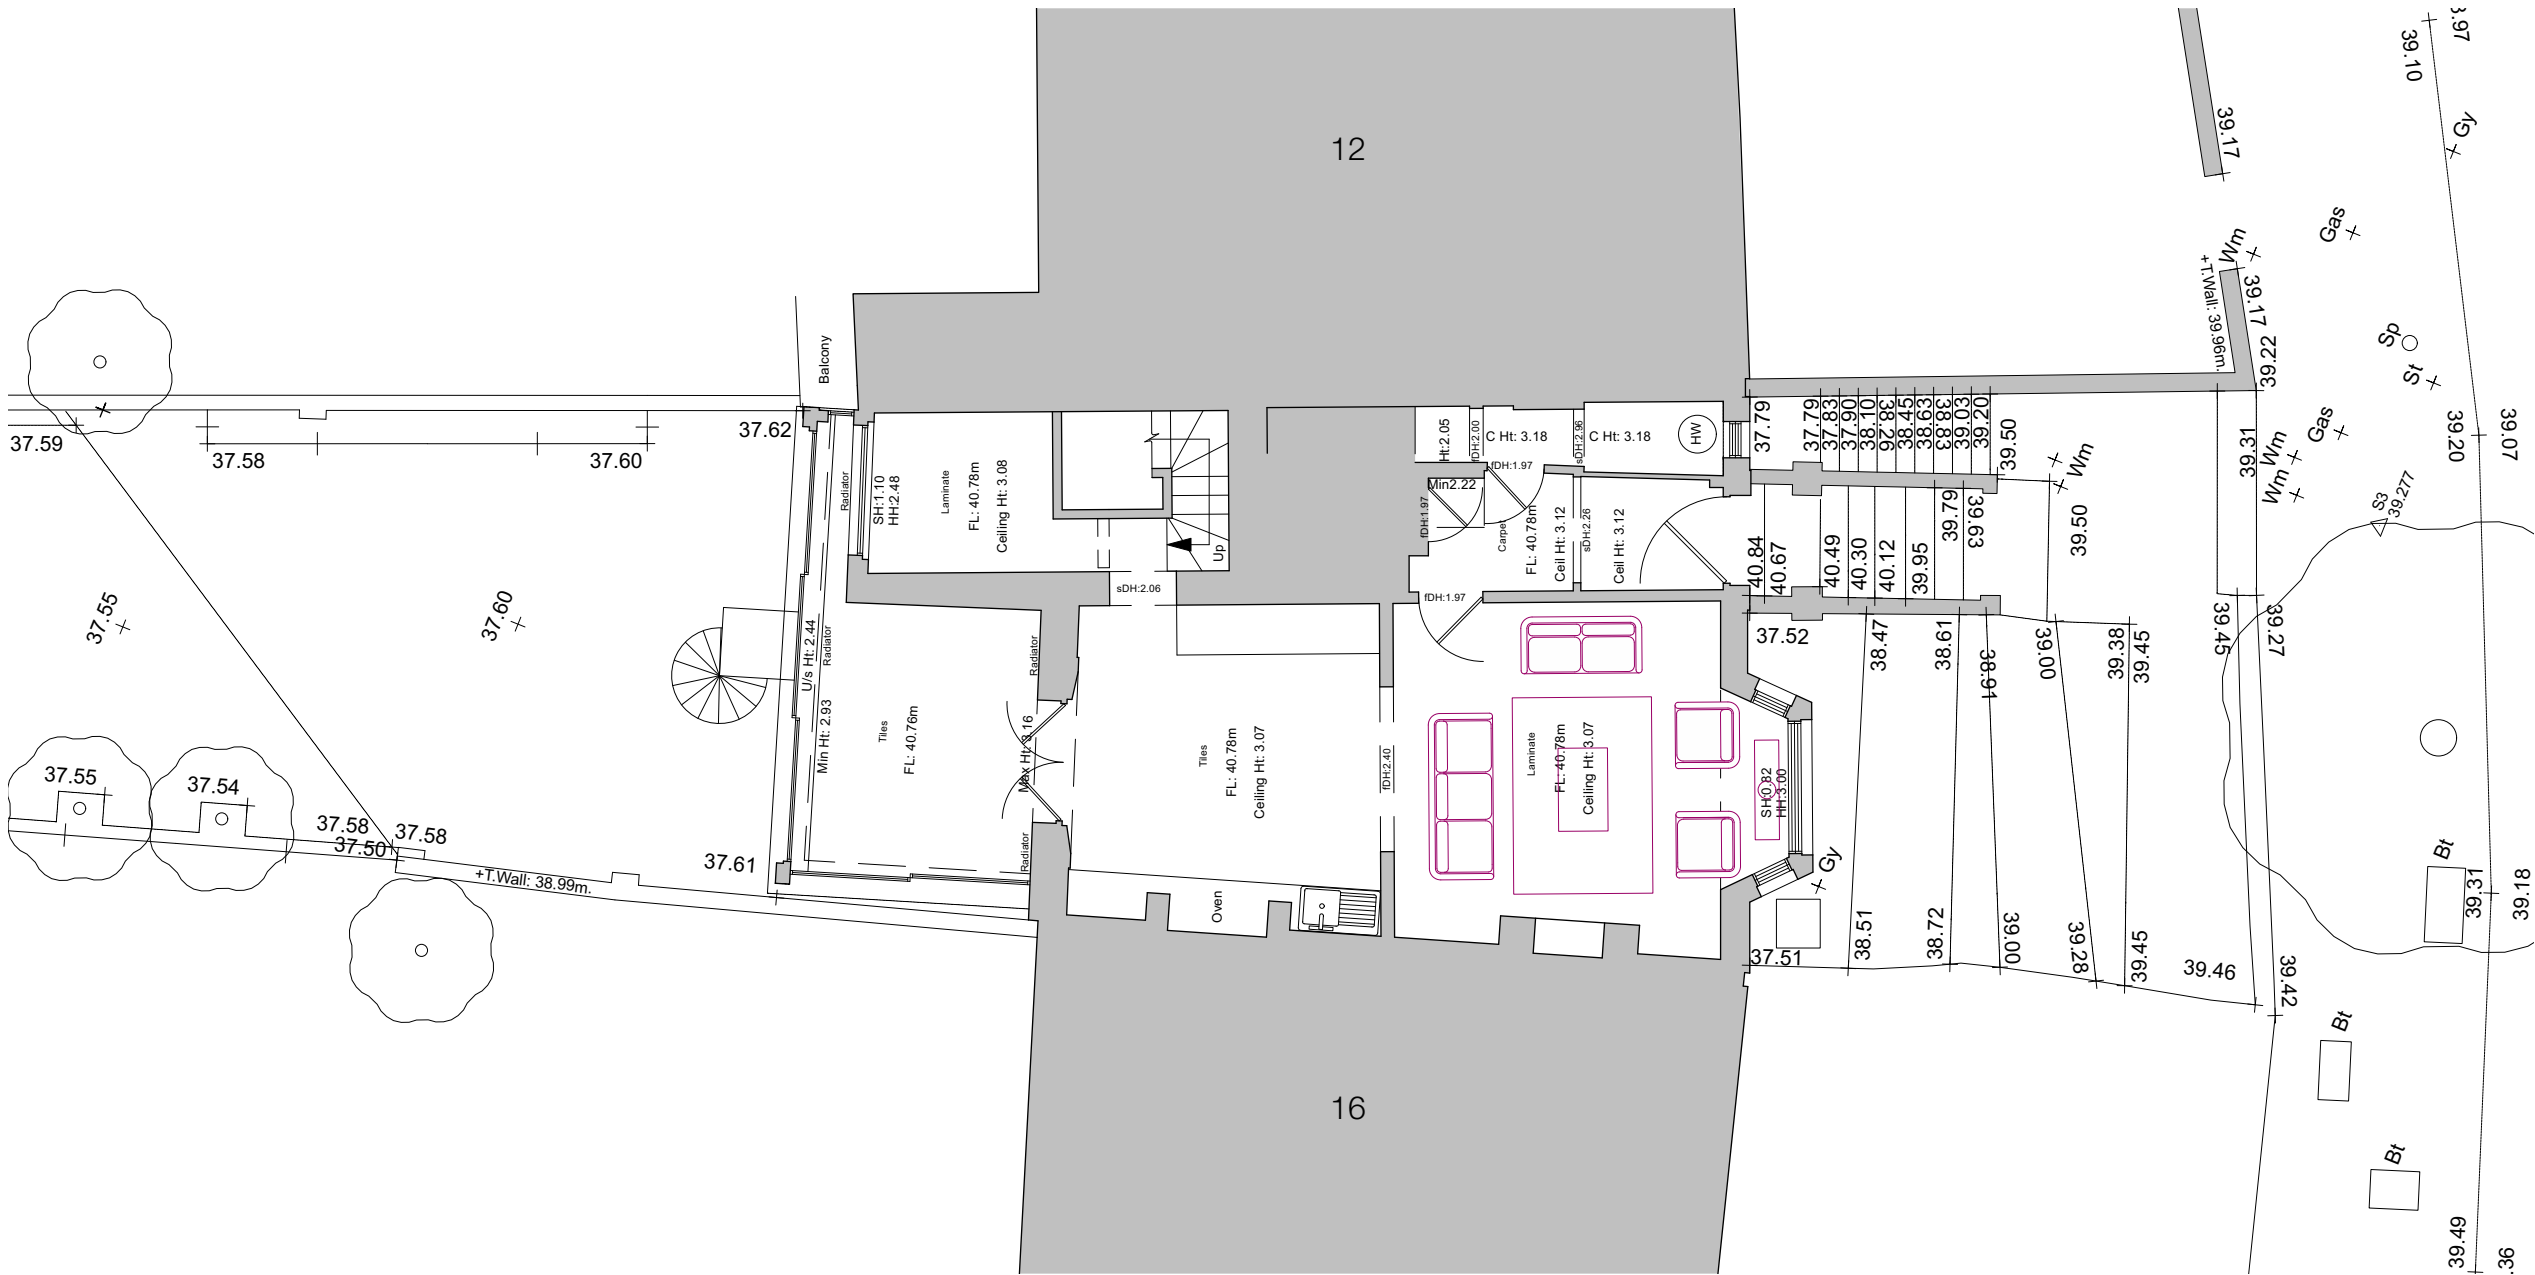 12
16
39.10
Gy
39.17
Gas
Wm
+T.Wall: 39.96m.
39.17
39.22
Sp
St
Gas
Wm
Wm
39.31
39.20
39.07
S3
39.277
Balcony
37.59
37.58
37.60
37.62
37.55
37.60
37.55
37.54
37.58
37.58
37.50
+T.Wall: 38.99m.
37.61
Radiator
SH:1.10
HH:2.48
Laminate
FL: 40.78m
Ceiling Ht: 3.08
Up
sDH:2.06
U/s Ht: 2.44
Radiator
Min Ht: 2.93
Tiles
FL: 40.76m
Radiator
Max Ht: 3.16
Radiator
Tiles
FL: 40.78m
Ceiling Ht: 3.07
Oven
fDH:2.40
Ht:2.05
fDH:2.00
C Ht: 3.18
sDH:2.96
C Ht: 3.18
HW
fDH:1.97
Min2.22
fDH:1.97
Carpet
FL: 40.78m
Ceil Ht: 3.12
sDH:2.26
Ceil Ht: 3.12
fDH:1.97
Laminate
FL: 40.78m
Ceiling Ht: 3.07
SH:0.82
HH:3.00
37.79
37.79
37.83
37.90
38.10
38.26
38.45
38.63
38.83
39.03
39.20
39.50
Wm
39.50
40.84
40.67
40.49
40.30
40.12
39.95
39.79
39.63
37.52
38.47
38.61
38.91
39.00
39.38
39.45
39.45
39.27
Gy
37.51
38.51
38.72
39.00
39.28
39.45
39.46
39.42
Bt
39.31
39.18
Bt
Bt
39.49